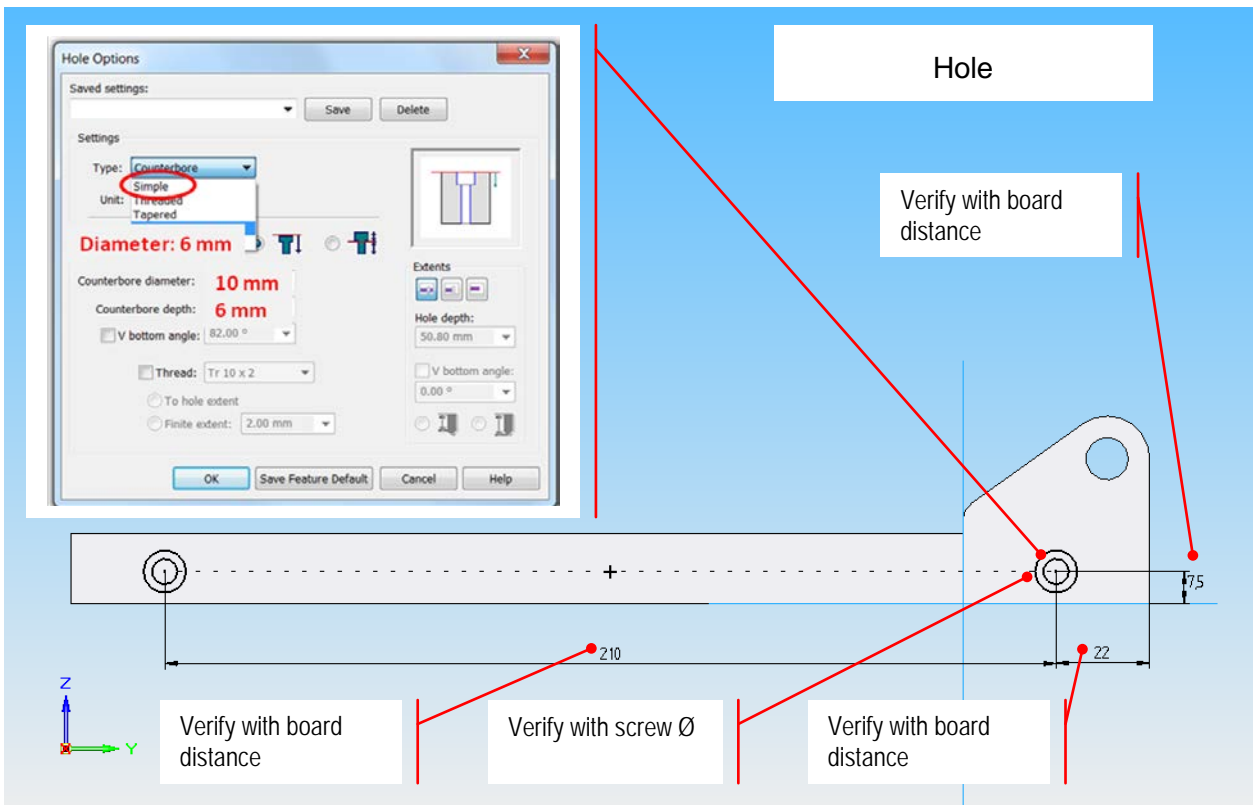 Hole Options
X
Saved settings:
Save
Delete
Settings
Type: Counterbore
Simple
Unit: Threaded
Tapered
Diameter: 6 mm
Counterbore diameter: 10 mm
Counterbore depth: 6 mm
V bottom angle: 82.00 °
Thread: Tr 10 x 2
To hole extent
Finite extent: 2.00 mm
Extents
Hole depth:
50.80 mm
V bottom angle:
0.00 °
OK
Save Feature Default
Cancel
Help
Hole
Verify with board
distance
7,5
210
22
Z
Y
Verify with board
distance
Verify with screw Ø
Verify with board
distance